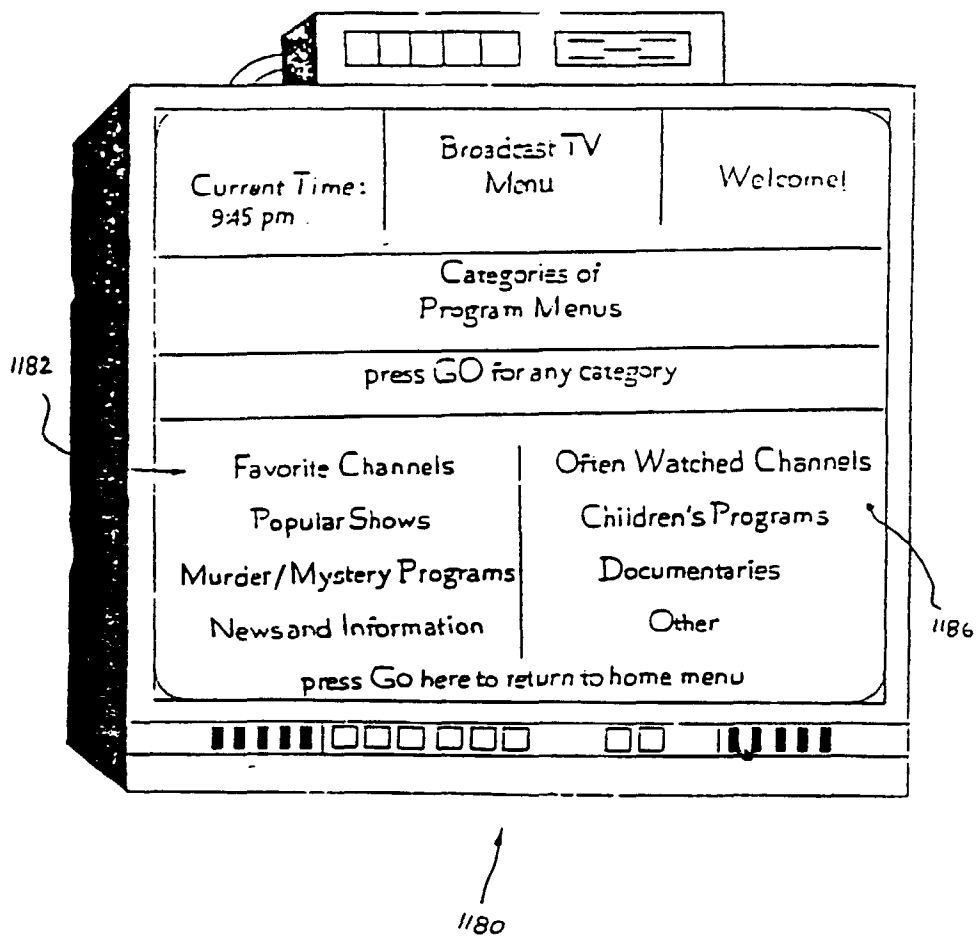 Broadcast TV
Menu
Current Time:
9:45 pm
Welcome!
Categories of
Program Menus
press GO for any category
1182
Favorite Channels
Often Watched Channels
Popular Shows
Children's Programs
Murder/Mystery Programs
Documentaries
News and Information
Other
1186
press Go here to return to home menu
1180